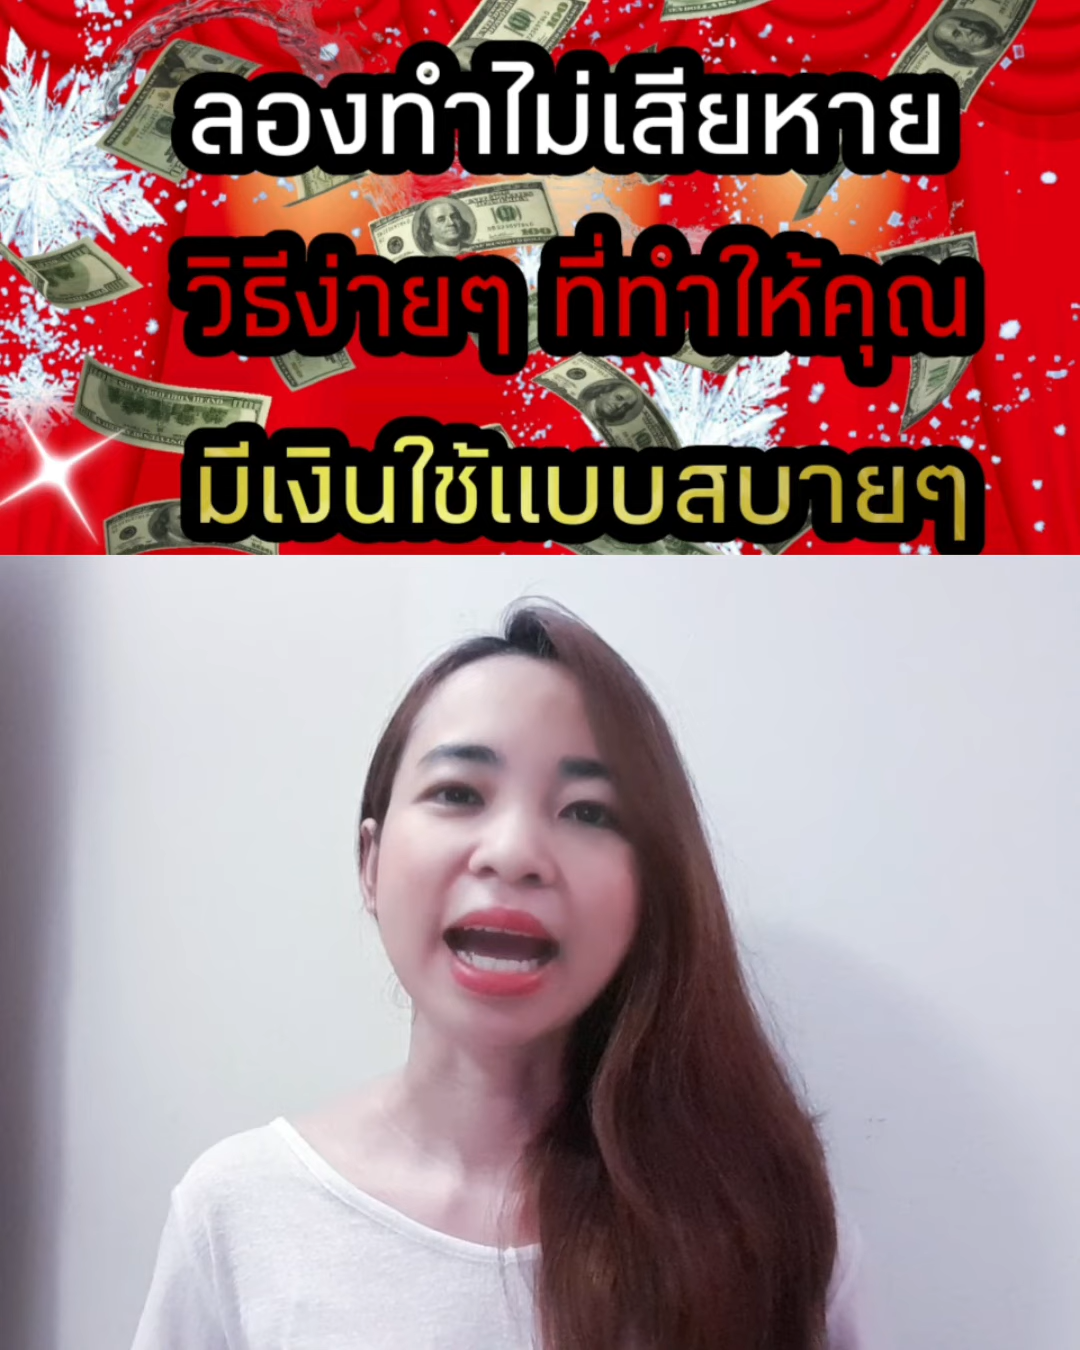 ลองทำไม่เสียหาย
วิธีง่ายๆ ที่ทำให้คุณ
มีเงินใช้แบบสบายๆ